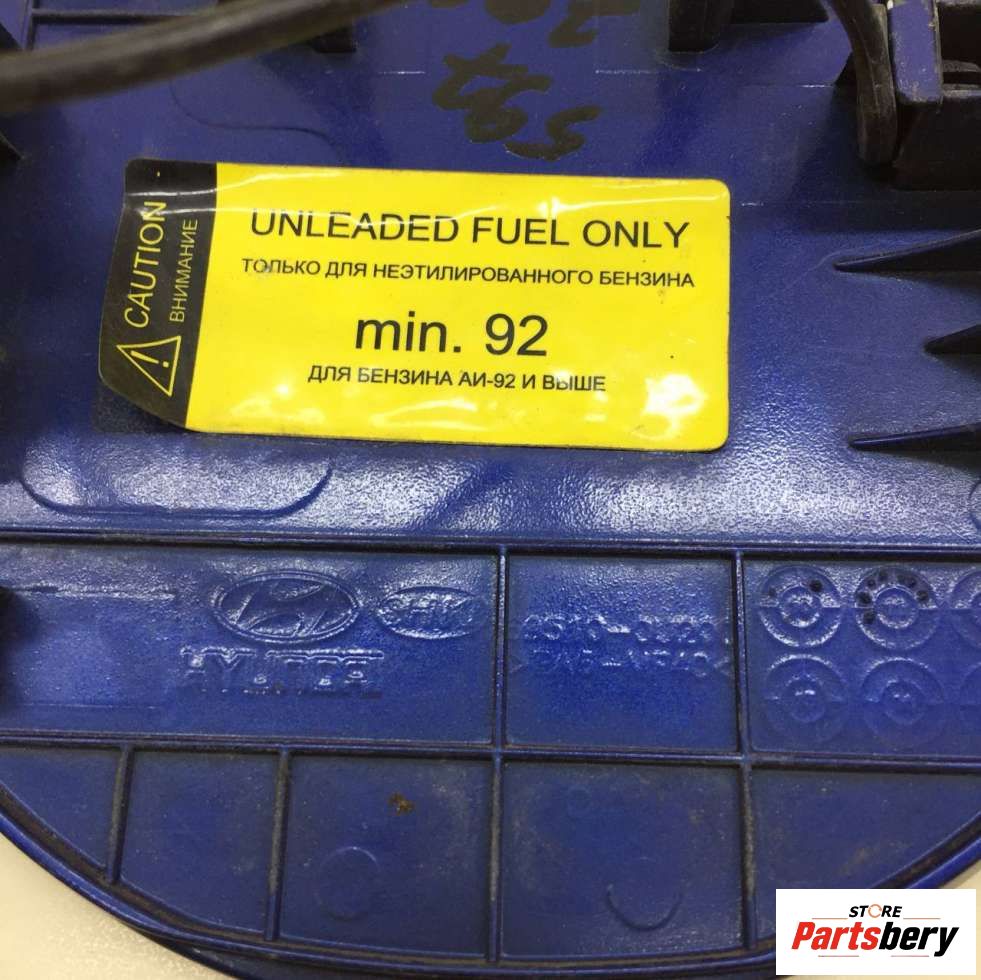 CAUTION
ВНИМАНИЕ
UNLEADED FUEL ONLY
ТОЛЬКО ДЛЯ НЕЭТИЛИРОВАННОГО БЕНЗИНА
min. 92
ДЛЯ БЕНЗИНА АИ-92 И ВЫШЕ
HYUNDAI
STORE
Partsbery